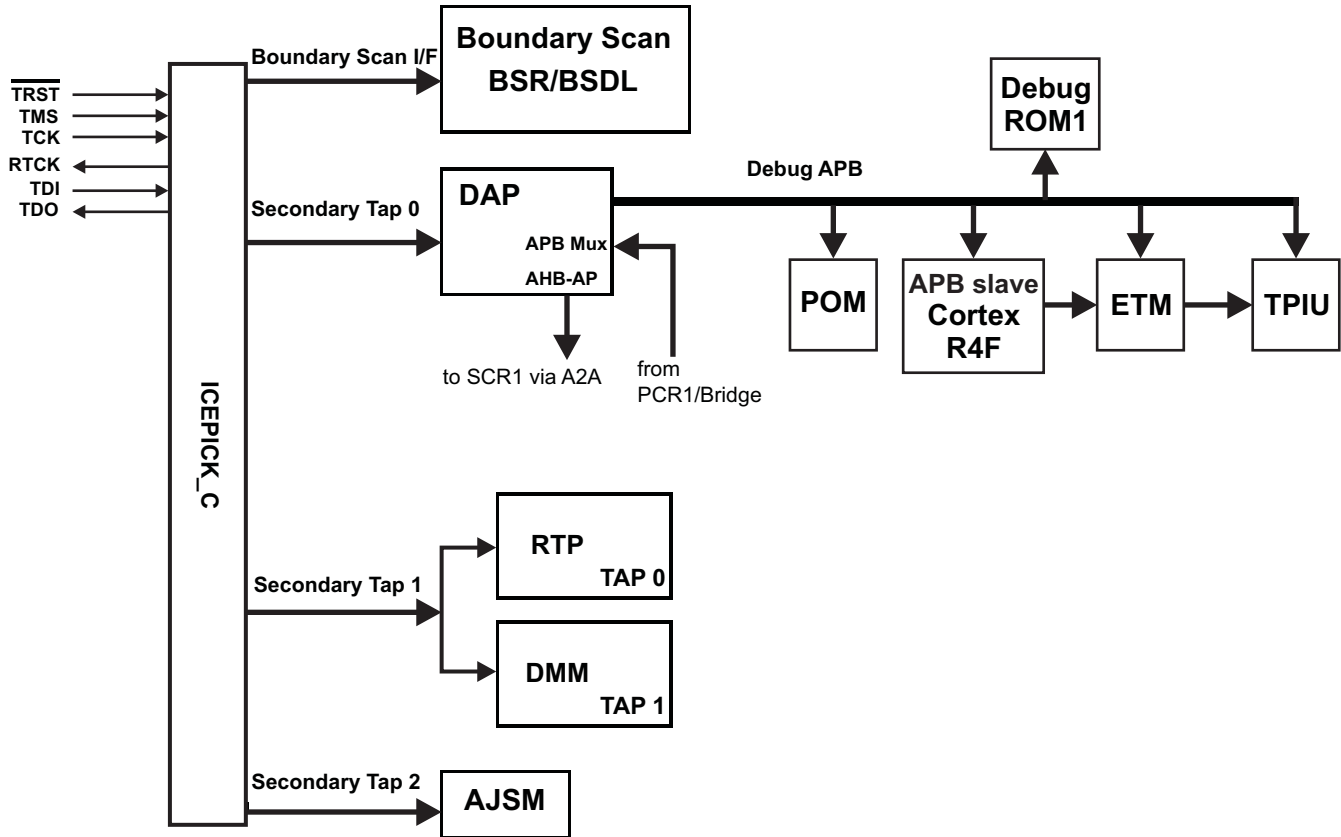 Boundary Scan I/F
Boundary Scan
BSR/BSDL
TRST
TMS
TCK
RTCK
TDI
TDO
ICEPICK_C
Secondary Tap 0
DAP
APB Mux
AHB-AP
to SCR1 via A2A
from
PCR1/Bridge
Debug APB
Debug
ROM1
POM
APB slave
Cortex
R4F
ETM
TPIU
Secondary Tap 1
RTP
TAP 0
DMM
TAP 1
Secondary Tap 2
AJSM